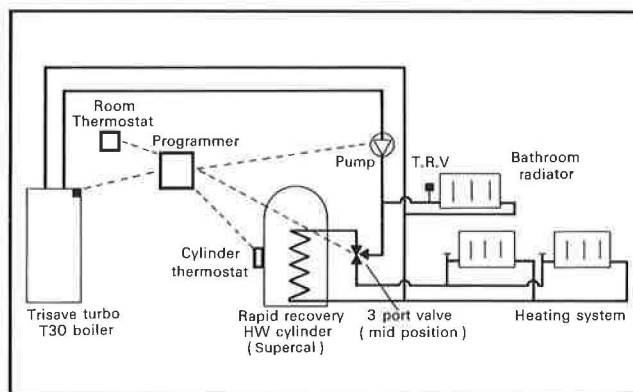 Room
Thermostat
Programmer
Pump
T.R.V
Bathroom
radiator
Cylinder
thermostat
Trisave turbo
T30 boiler
Rapid recovery
HW cylinder
(Supercal)
3 port valve
(mid position)
Heating system